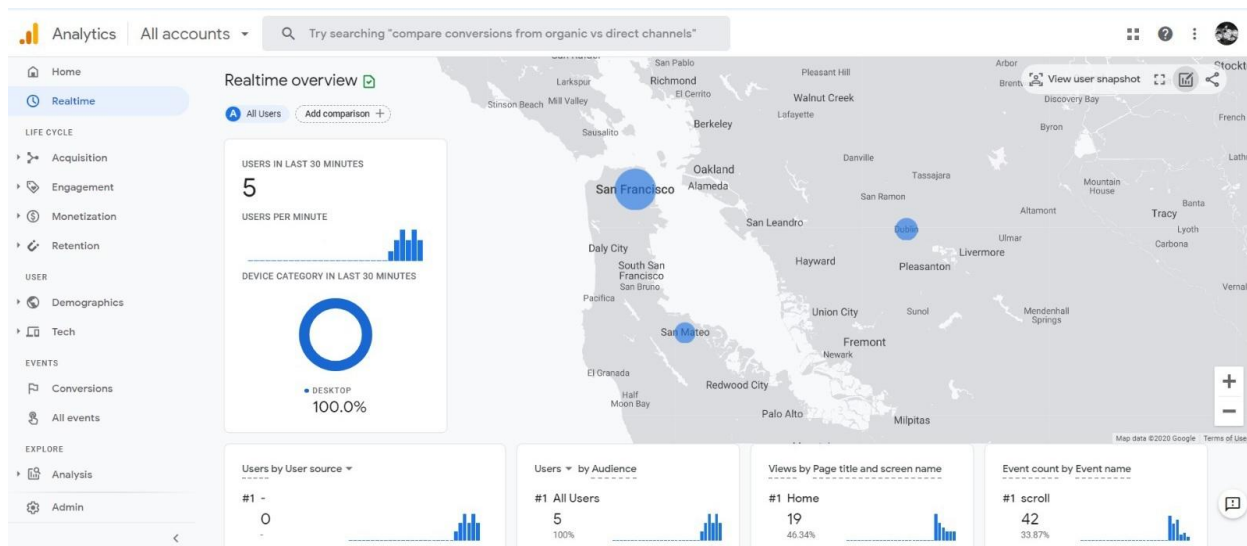 Analytics
All accounts
Try searching "compare conversions from organic vs direct channels"
Home
Realtime
LIFE CYCLE
Acquisition
Engagement
Monetization
Retention
USER
Demographics
Tech
EVENTS
Conversions
All events
EXPLORE
Analysis
Admin
Realtime overview
A All Users
Add comparison +
View user snapshot
USERS IN LAST 30 MINUTES
5
USERS PER MINUTE
DEVICE CATEGORY IN LAST 30 MINUTES
DESKTOP
100.0%
San Pablo
Larkspur
Richmond
Pleasant Hill
Arbor
Stockt
El Cerrito
Stinson Beach
Mill Valley
Walnut Creek
Discovery Bay
Lafayette
French
Sausalito
Berkeley
Byron
Oakland
Danville
Lath
San Francisco
Alameda
Tassajara
Mountain
House
San Ramon
Banta
Altamont
Tracy
San Leandro
Dublin
Lyoth
Ulmar
Carbona
Daly City
Livermore
Hayward
Pleasanton
South San
Francisco
San Bruno
Vernal
Pacifica
Union City
Sunol
Mendenhall
Springs
San Mateo
Fremont
Newark
El Granada
Redwood City
Half
Moon Bay
Palo Alto
Milpitas
+
−
Map data ©2020 Google
Terms of Use
Users by User source
#1 -
0
-
Users by Audience
#1 All Users
5
100%
Views by Page title and screen name
#1 Home
19
46.34%
Event count by Event name
#1 scroll
42
33.87%